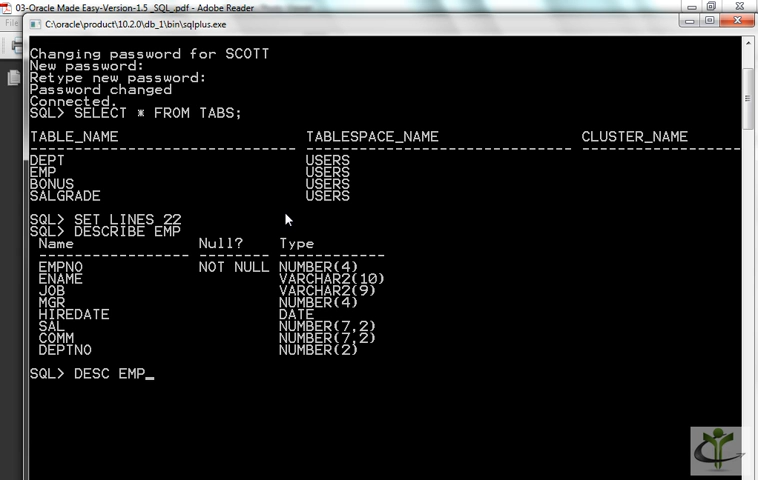 03-Oracle Made Easy-Version-1.5 _SQL_.pdf - Adobe Reader
C:\oracle\product\10.2.0\db_1\bin\sqlplus.exe
Changing password for SCOTT
New password:
Retype new password:
Password changed
Connected.
SQL> SELECT * FROM TABS;
TABLE_NAME TABLESPACE_NAME CLUSTER_NAME
DEPT USERS
EMP USERS
BONUS USERS
SALGRADE USERS
SQL> SET LINES 22
SQL> DESCRIBE EMP
Name Null? Type
EMPNO NOT NULL NUMBER(4)
ENAME VARCHAR2(10)
JOB VARCHAR2(9)
MGR NUMBER(4)
HIREDATE DATE
SAL NUMBER(7,2)
COMM NUMBER(7,2)
DEPTNO NUMBER(2)
SQL> DESC EMP_